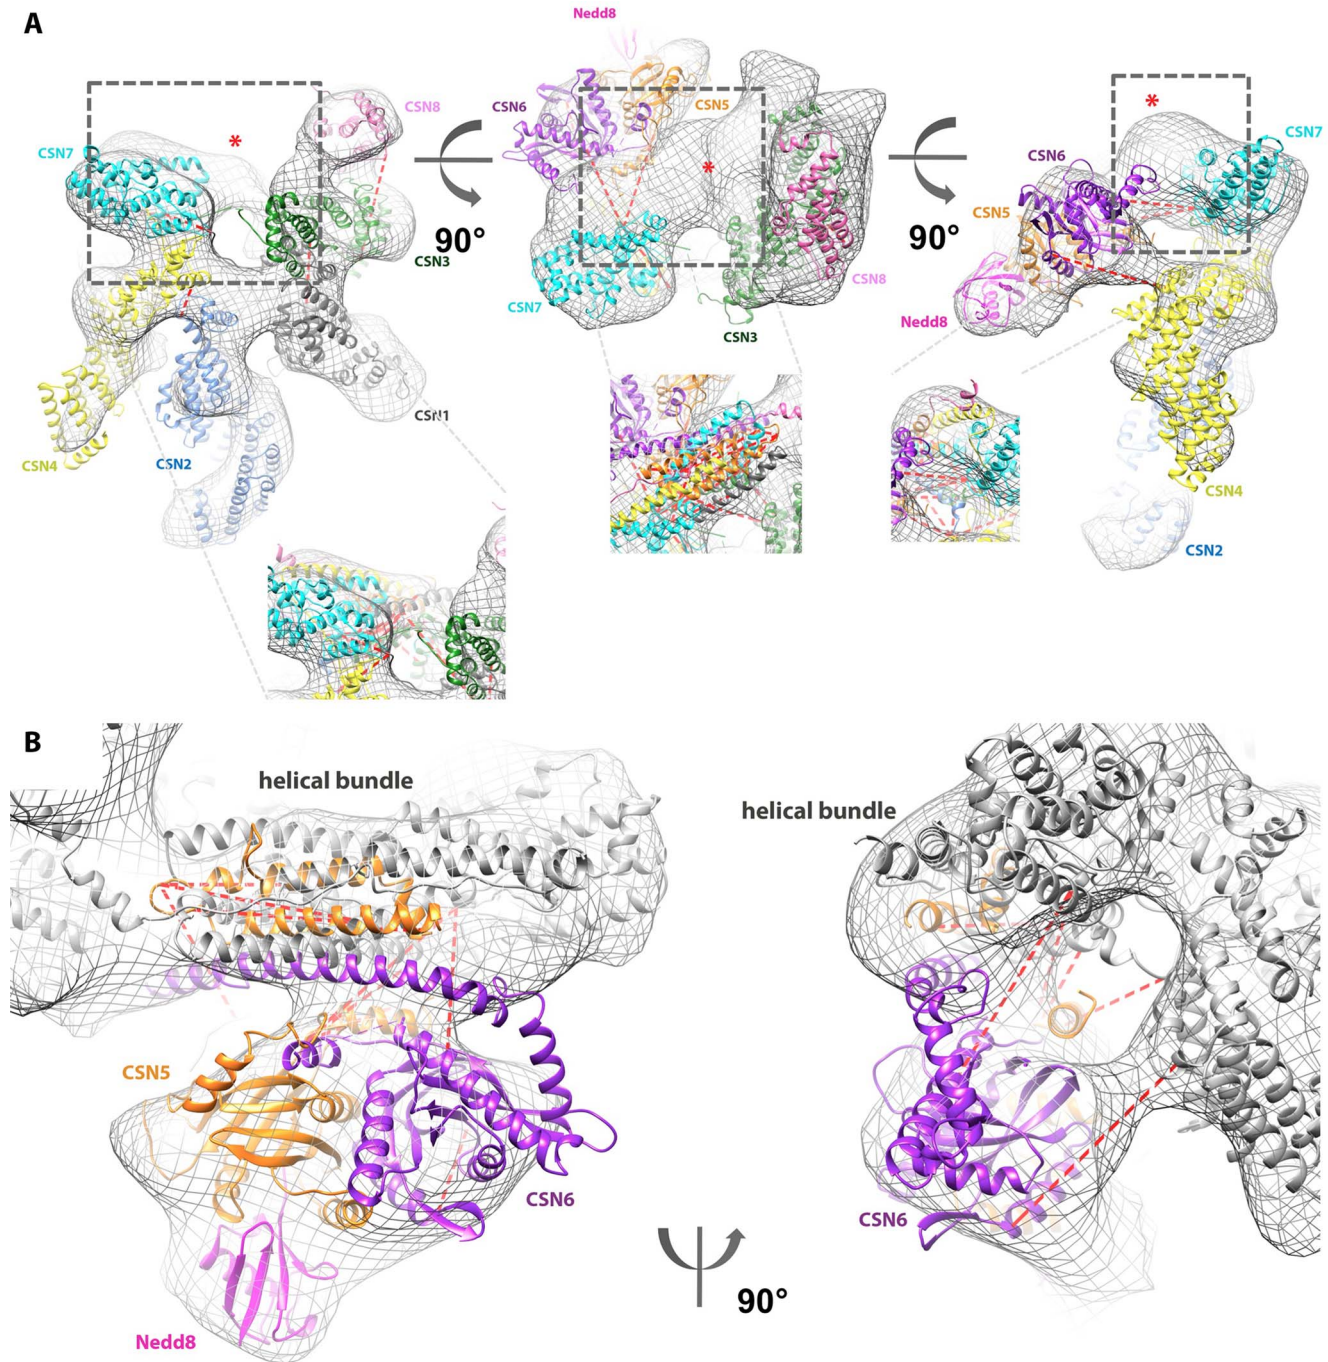 A
Nedd8
CSN8
CSN6
CSN5
*
*
*
CSN7
CSN7
CSN6
CSN5
90°
90°
CSN3
CSN8
CSN7
Nedd8
CSN3
CSN1
CSN4
CSN2
CSN4
CSN2
B
helical bundle
helical bundle
CSN5
CSN6
CSN6
90°
Nedd8